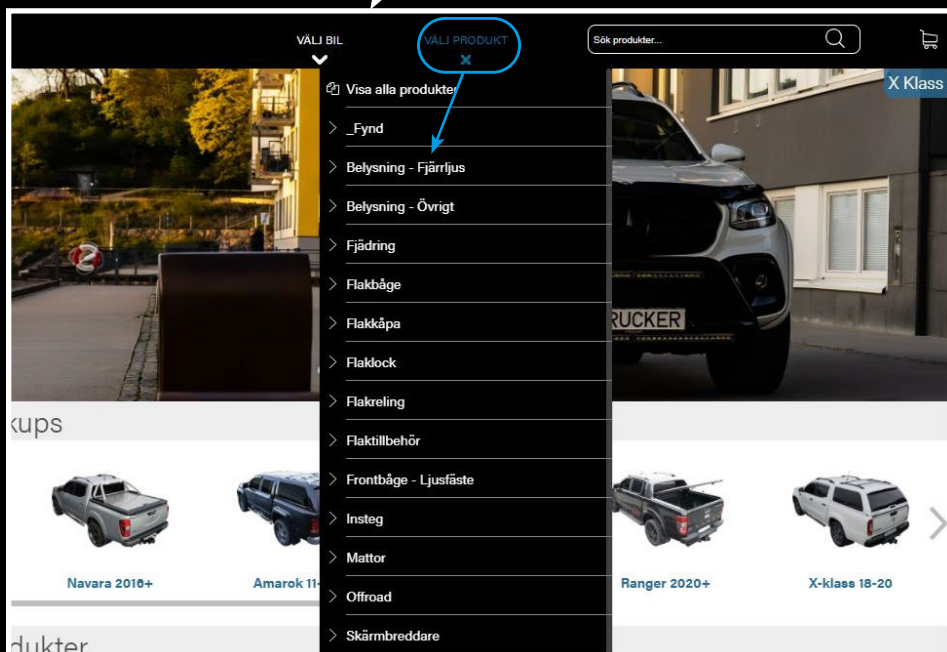 VÄLJ BIL
VÄLJ PRODUKT
Sök produkter...
Visa alla produkter
X Klass
_Fynd
Belysning - Fjärrljus
Belysning - Övrigt
Fjädring
Flakbåge
Flakkåpa
RUCKER
Flaklock
Flakreling
kups
Flaktillbehör
Frontbåge - Ljusfäste
Insteg
Mattor
Navara 2016+
Amarok 11-
Ranger 2020+
X-klass 18-20
Offroad
Skärmbreddare
dukter